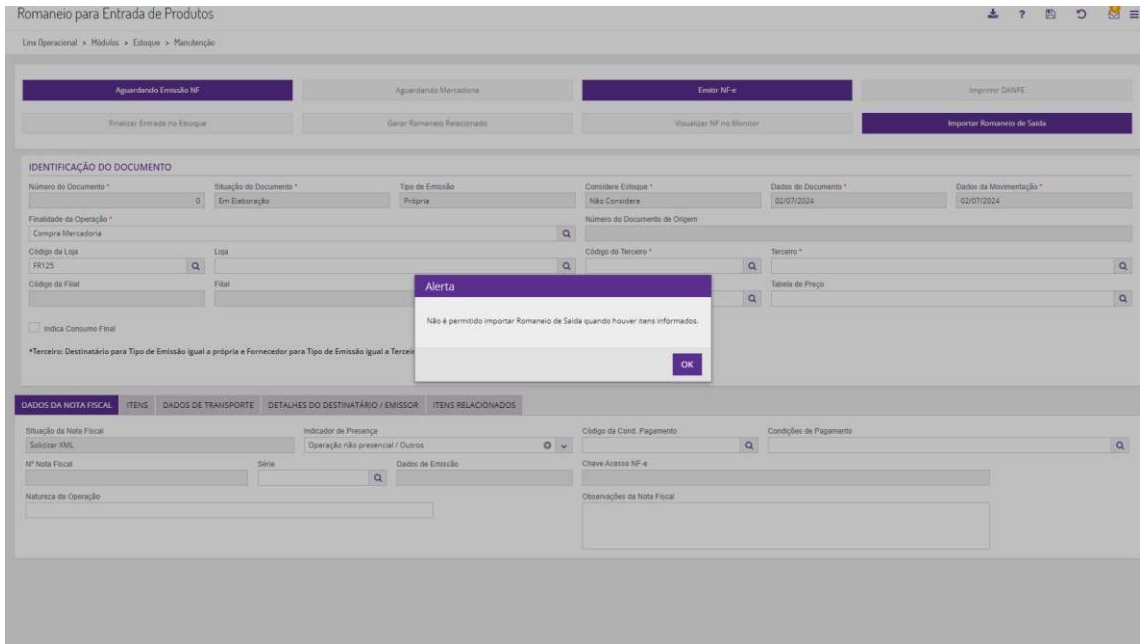 Romaneio para Entrada de Produtos
?
Linx Operacional > Módulos > Estoque > Manutenção
Aguardando Emissão NF
Aguardando Mercadoria
Emitir NF-e
Imprimir DANFE
Finalizar Entrada no Estoque
Gerar Romaneio Relacionado
Visualizar NF no Monitor
Importar Romaneio de Saída
IDENTIFICAÇÃO DO DOCUMENTO
Número do Documento *
Situação do Documento *
Tipo de Emissão
Considera Estoque *
Dados do Documento *
Dados da Movimentação *
0
Em Elaboração
Própria
Não Considera
02/07/2024
02/07/2024
Finalidade da Operação *
Número do Documento de Origem
Compra Mercadoria
Código da Loja
Loja
Código do Terceiro *
Terceiro *
FR125
Código da Filial
Filial
Tabela de Preço
Alerta
Não é permitido importar Romaneio de Saída quando houver itens informados.
OK
Indica Consumo Final
*Terceiro: Destinatário para Tipo de Emissão igual a própria e Fornecedor para Tipo de Emissão igual a Terceir
DADOS DA NOTA FISCAL
ITENS
DADOS DE TRANSPORTE
DETALHES DO DESTINATÁRIO / EMISSOR
ITENS RELACIONADOS
Situação da Nota Fiscal
Indicador de Presença
Código da Cond. Pagamento
Condições de Pagamento
Solicitar XML
Operação não presencial / Outros
Nº Nota Fiscal
Série
Dados de Emissão
Chave Acesso NF-e
Natureza da Operação
Observações da Nota Fiscal